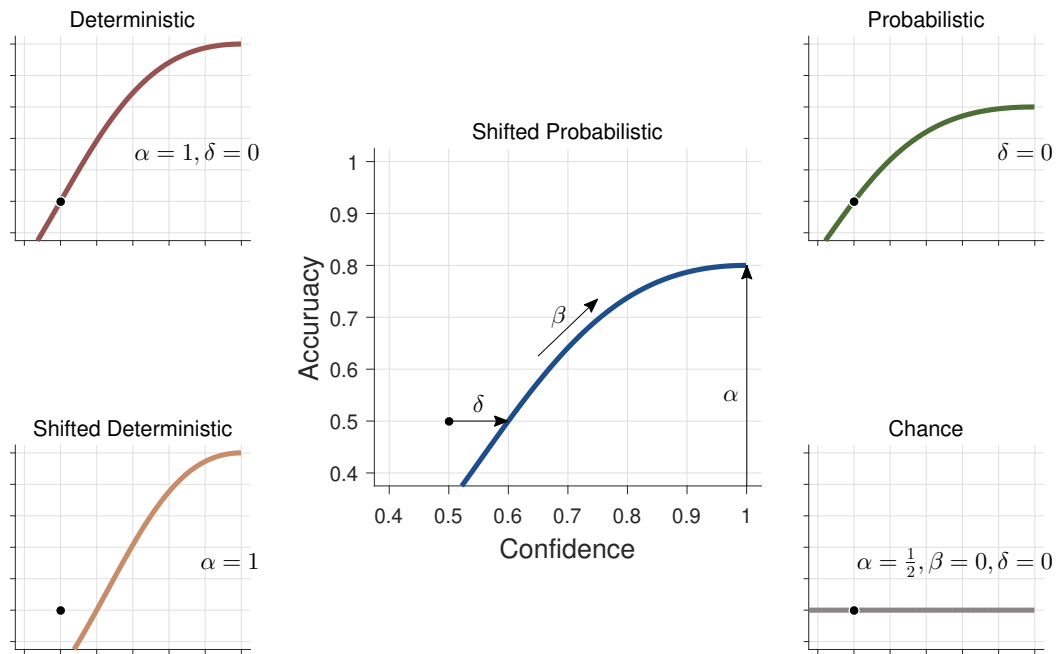 Deterministic
α = 1, δ = 0
Probabilistic
δ = 0
Shifted Probabilistic
1
0.9
0.8
0.7
0.6
0.5
0.4
Accuruacy
β
δ
α
0.4 0.5 0.6 0.7 0.8 0.9 1
Confidence
Shifted Deterministic
α = 1
Chance
α = 1/2, β = 0, δ = 0